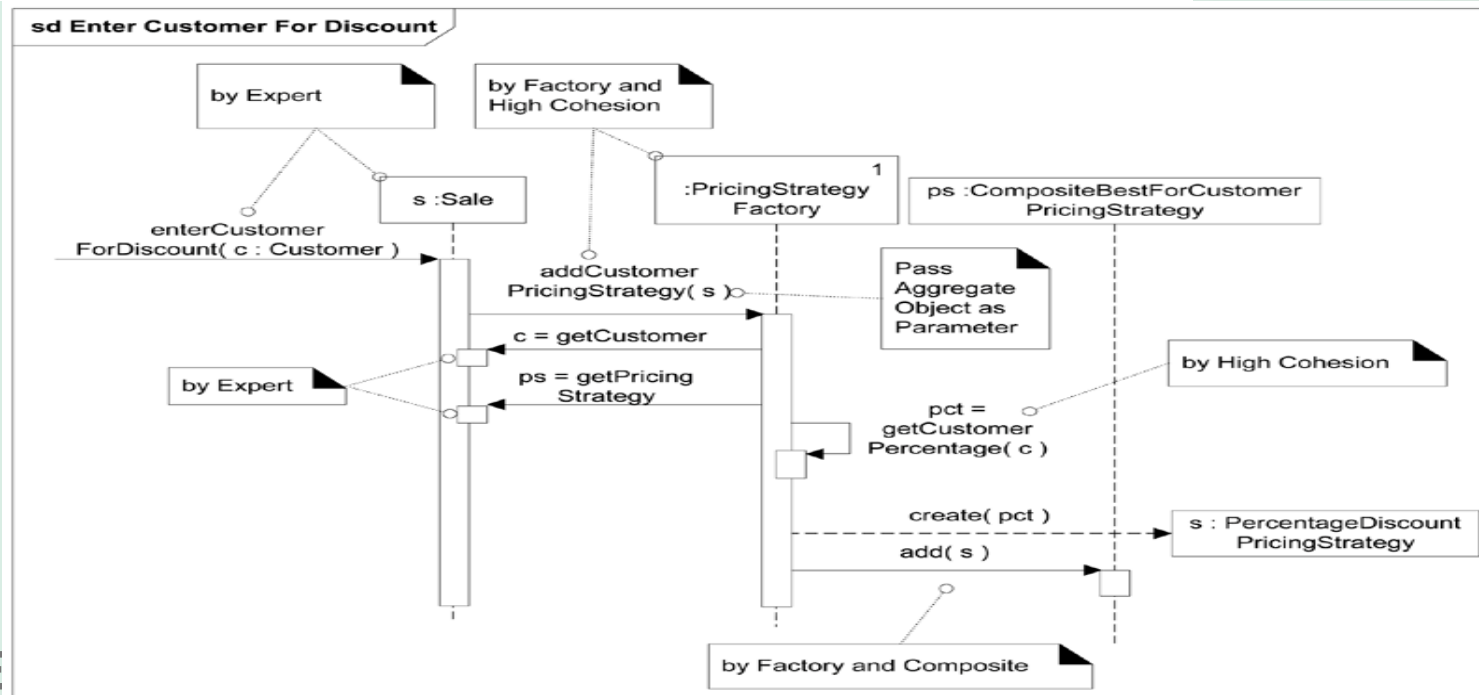 sd Enter Customer For Discount
by Expert
by Factory and
High Cohesion
s :Sale
1
:PricingStrategy
Factory
ps :CompositeBestForCustomer
PricingStrategy
enterCustomer
ForDiscount( c : Customer )
addCustomer
PricingStrategy( s )
Pass
Aggregate
Object as
Parameter
c = getCustomer
by Expert
ps = getPricing
Strategy
by High Cohesion
pct =
getCustomer
Percentage( c )
create( pct )
s : PercentageDiscount
PricingStrategy
add( s )
by Factory and Composite